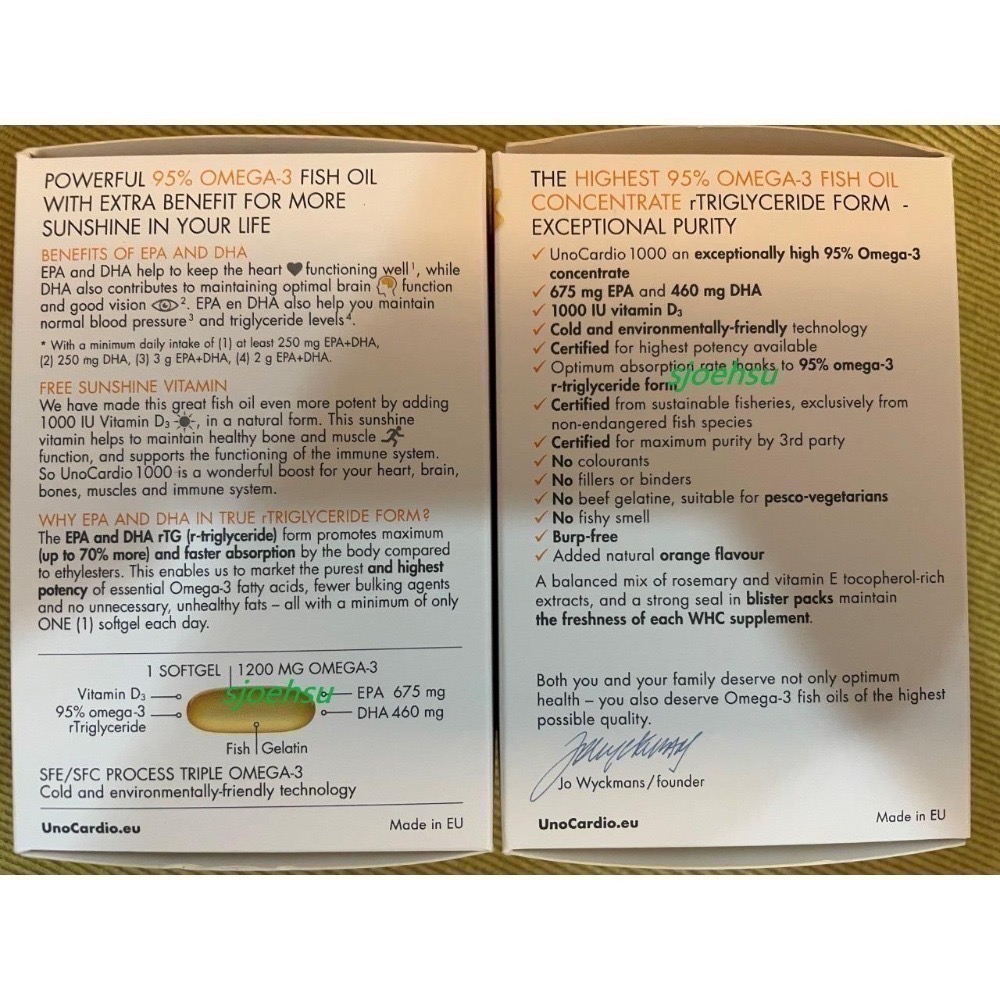 POWERFUL 95% OMEGA-3 FISH OIL
WITH EXTRA BENEFIT FOR MORE
SUNSHINE IN YOUR LIFE
BENEFITS OF EPA AND DHA
EPA and DHA help to keep the heart functioning well¹, while
DHA also contributes to maintaining optimal brain function
and good vision ². EPA en DHA also help you maintain
normal blood pressure³ and triglyceride levels⁴.
* With a minimum daily intake of (1) at least 250 mg EPA+DHA,
(2) 250 mg DHA, (3) 3 g EPA+DHA, (4) 2 g EPA+DHA.
FREE SUNSHINE VITAMIN
We have made this great fish oil even more potent by adding
1000 IU Vitamin D₃, in a natural form. This sunshine
vitamin helps to maintain healthy bone and muscle
function, and supports the functioning of the immune system.
So UnoCardio 1000 is a wonderful boost for your heart, brain,
bones, muscles and immune system.
WHY EPA AND DHA IN TRUE rTRIGLYCERIDE FORM?
The EPA and DHA rTG (r-triglyceride) form promotes maximum
(up to 70% more) and faster absorption by the body compared
to ethylesters. This enables us to market the purest and highest
potency of essential Omega-3 fatty acids, fewer bulking agents
and no unnecessary, unhealthy fats – all with a minimum of only
ONE (1) softgel each day.
1 SOFTGEL | 1200 MG OMEGA-3
Vitamin D₃
95% omega-3
rTriglyceride
sjoehsu
EPA 675 mg
DHA 460 mg
Fish Gelatin
SFE/SFC PROCESS TRIPLE OMEGA-3
Cold and environmentally-friendly technology
UnoCardio.eu
Made in EU
THE HIGHEST 95% OMEGA-3 FISH OIL
CONCENTRATE rTRIGLYCERIDE FORM -
EXCEPTIONAL PURITY
✓ UnoCardio 1000 an exceptionally high 95% Omega-3
concentrate
✓ 675 mg EPA and 460 mg DHA
✓ 1000 IU vitamin D₃
✓ Cold and environmentally-friendly technology
✓ Certified for highest potency available
✓ Optimum absorption rate thanks to 95% omega-3
r-triglyceride form
sjoehsu
✓ Certified from sustainable fisheries, exclusively from
non-endangered fish species
✓ Certified for maximum purity by 3rd party
✓ No colourants
✓ No fillers or binders
✓ No beef gelatine, suitable for pesco-vegetarians
✓ No fishy smell
✓ Burp-free
✓ Added natural orange flavour
A balanced mix of rosemary and vitamin E tocopherol-rich
extracts, and a strong seal in blister packs maintain
the freshness of each WHC supplement.
Both you and your family deserve not only optimum
health – you also deserve Omega-3 fish oils of the highest
possible quality.
Jo Wyckmans/founder
UnoCardio.eu
Made in EU